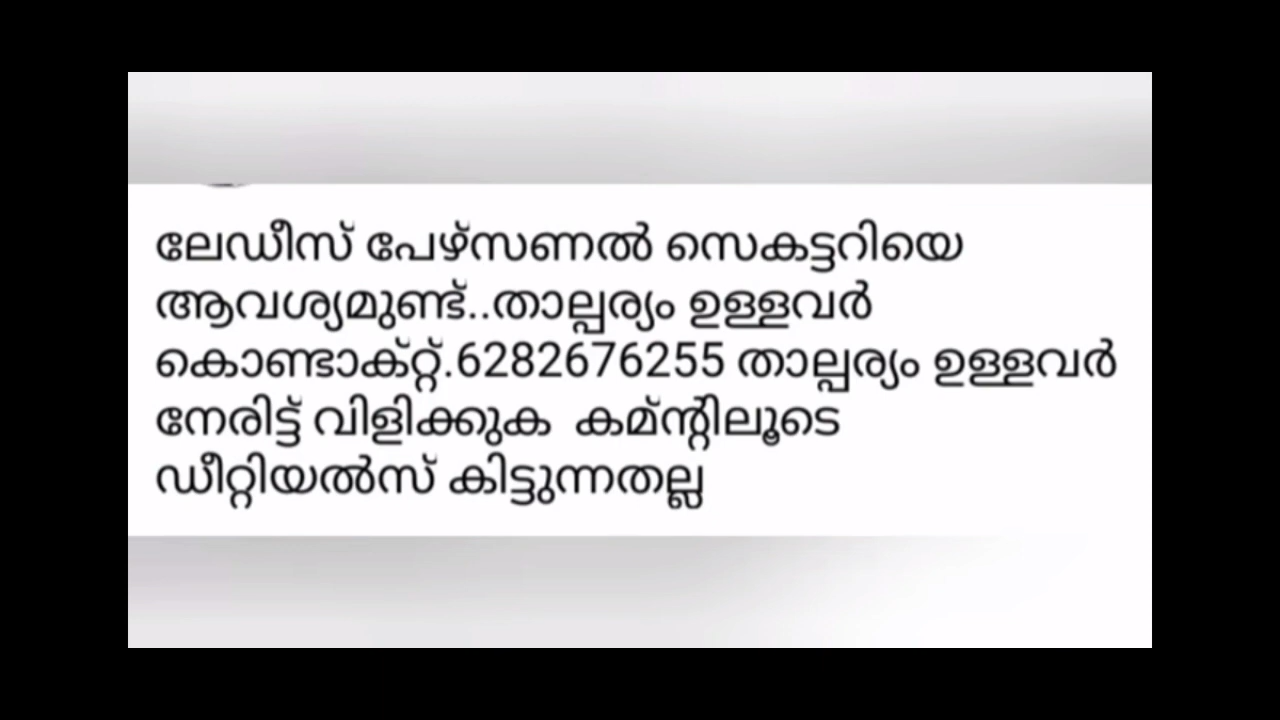 ലേഡീസ് പേഴ്സണൽ സെകട്ടറിയെ
ആവശ്യമുണ്ട്..താല്പര്യം ഉള്ളവർ
കൊണ്ടാക്റ്റ്.6282676255 താല്പര്യം ഉള്ളവർ
നേരിട്ട് വിളിക്കുക കമ്ന്റിലൂടെ
ഡീറ്റിയൽസ് കിട്ടുന്നതല്ല